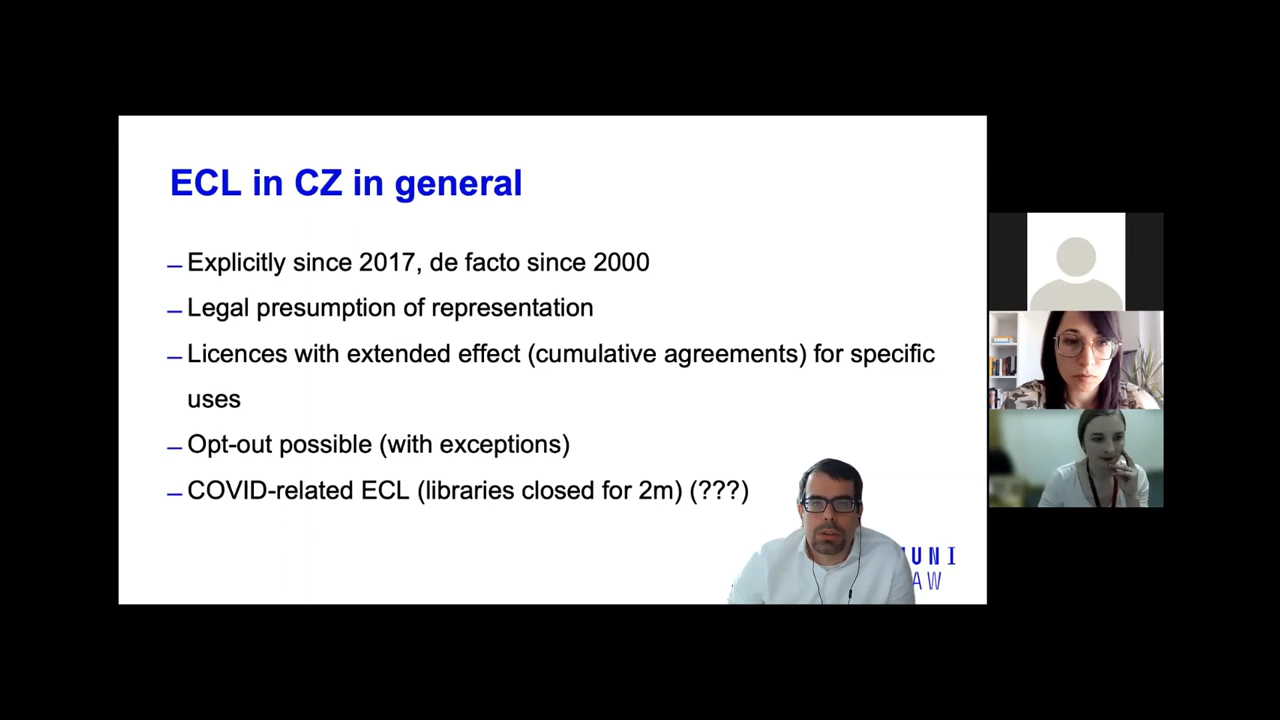 ECL in CZ in general
– Explicitly since 2017, de facto since 2000
– Legal presumption of representation
– Licences with extended effect (cumulative agreements) for specific
uses
– Opt-out possible (with exceptions)
– COVID-related ECL (libraries closed for 2m) (???)
UNI
AW